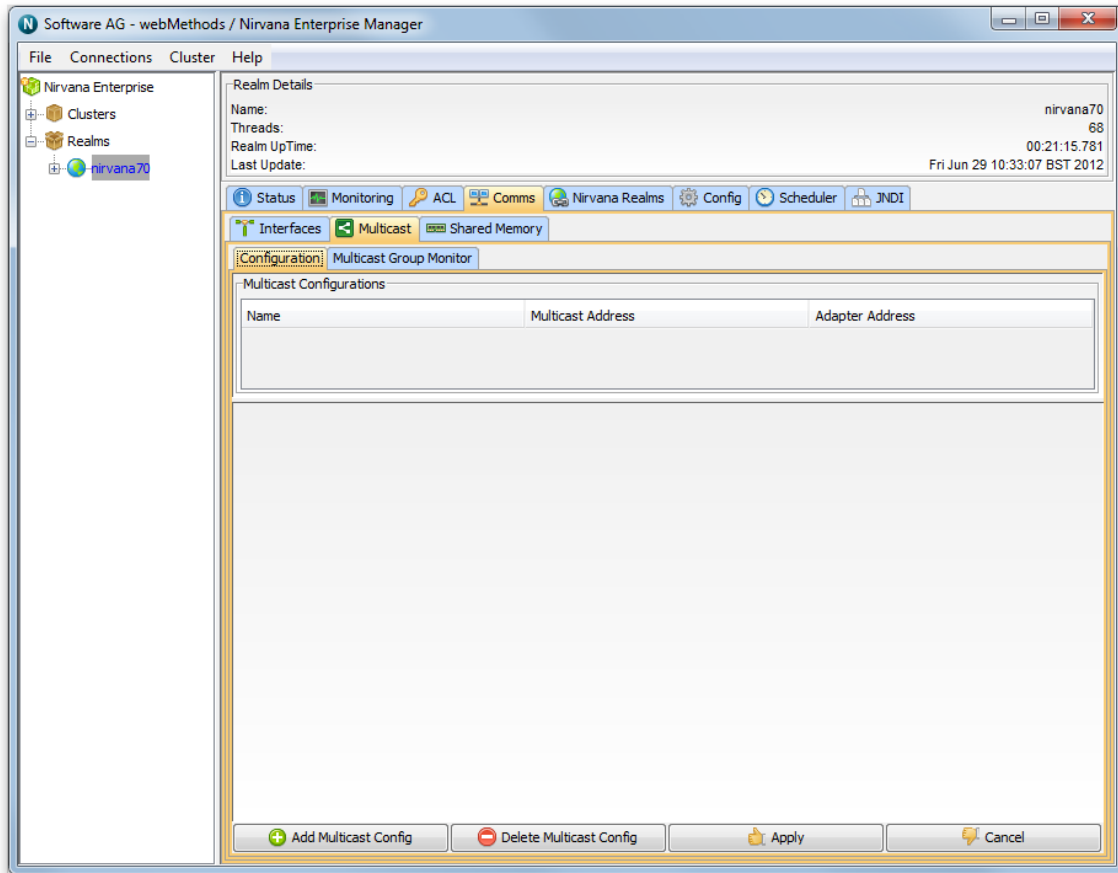 Software AG - webMethods / Nirvana Enterprise Manager
File Connections Cluster Help
Nirvana Enterprise
Clusters
Realms
nirvana70
Realm Details
Name: nirvana70
Threads: 68
Realm UpTime: 00:21:15.781
Last Update: Fri Jun 29 10:33:07 BST 2012
Status Monitoring ACL Comms Nirvana Realms Config Scheduler JNDI
Interfaces Multicast Shared Memory
Configuration Multicast Group Monitor
Multicast Configurations
Name Multicast Address Adapter Address
Add Multicast Config Delete Multicast Config Apply Cancel